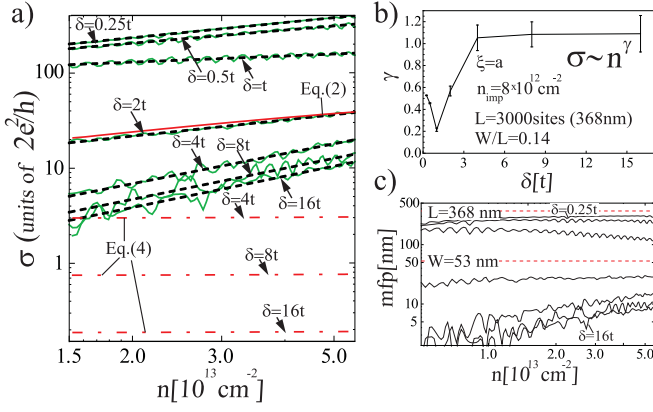 a)
δ=0.25t
δ=0.5t
δ=t
Eq.(2)
δ=2t
δ=4t
δ=8t
δ=16t
δ=4t
Eq.(4)
δ=8t
δ=16t
100
10
1
σ (units of 2e²/h)
1.5
2.0
3.0
5.0
n[10¹³ cm⁻²]
b)
1.2
1.0
0.8
0.6
0.4
0.2
0.0
γ
ξ=a
σ~n^γ
n_imp=8×10¹² cm⁻²
L=3000sites (368nm)
W/L=0.14
0
4
8
12
16
δ[t]
c)
500
100
50
10
5
mfp[nm]
L=368 nm
δ=0.25t
W=53 nm
δ=16t
1.0
2.0
3.0
5.0
n[10¹³ cm⁻²]